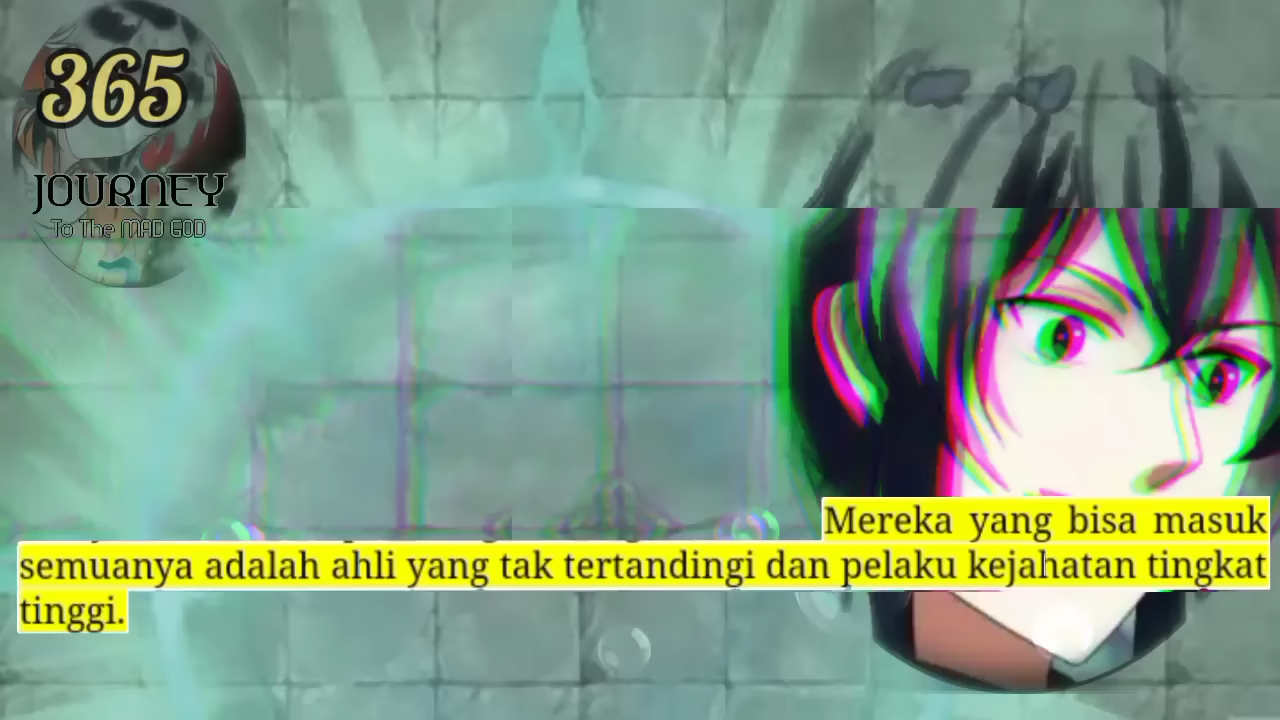 365
JOURNEY
To The MAD GOD
Mereka yang bisa masuk
semuanya adalah ahli yang tak tertandingi dan pelaku kejahatan tingkat
tinggi.